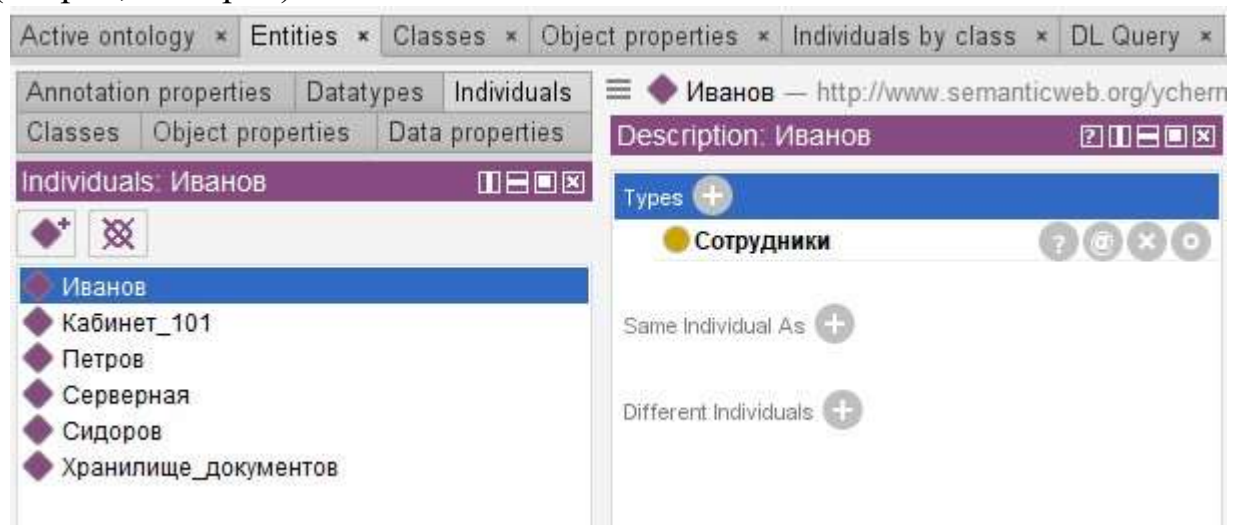 Active ontology × Entities × Classes × Object properties × Individuals by class × DL Query ×
Annotation properties Datatypes Individuals
Classes Object properties Data properties
Individuals: Иванов
Иванов
Кабинет_101
Петров
Серверная
Сидоров
Хранилище_документов
Иванов — http://www.semanticweb.org/ychern
Description: Иванов
Types
Сотрудники
Same Individual As
Different Individuals